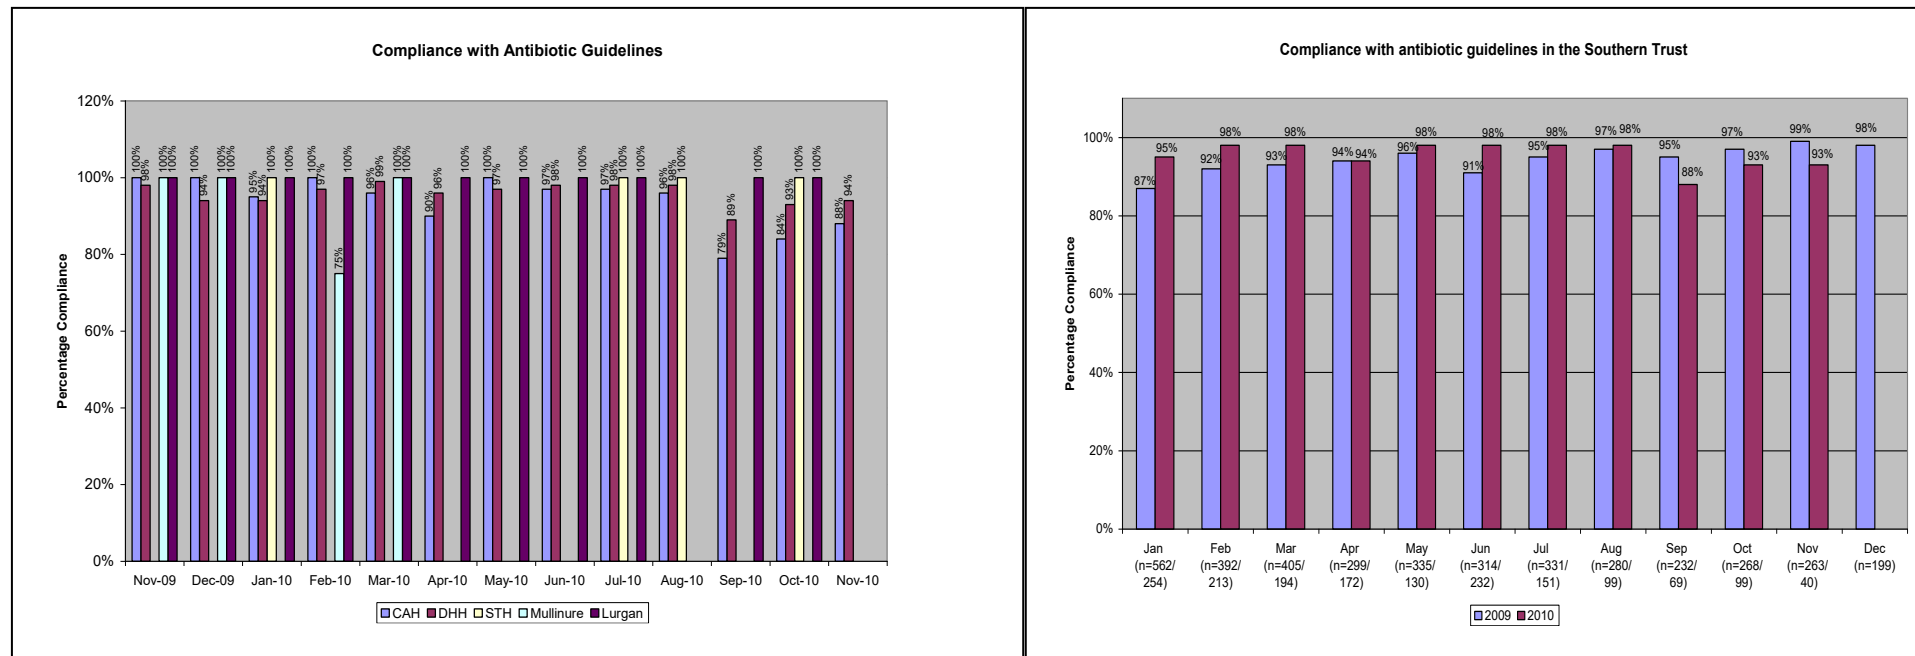 Compliance with Antibiotic Guidelines
Percentage Compliance
120%
100%
80%
60%
40%
20%
0%
100% 98% 100% 100%
100% 94% 100% 100%
95% 94% 100% 100%
100% 97% 75% 100%
96% 99% 100% 100%
90% 96% 100%
100% 97% 100%
97% 98% 100%
97% 98% 100% 100%
96% 98% 100%
79% 89% 100%
84% 93% 100% 100%
88% 94%
Nov-09 Dec-09 Jan-10 Feb-10 Mar-10 Apr-10 May-10 Jun-10 Jul-10 Aug-10 Sep-10 Oct-10 Nov-10
CAH DHH STH Mullinure Lurgan
Compliance with antibiotic guidelines in the Southern Trust
Percentage Compliance
100%
80%
60%
40%
20%
0%
87% 95%
92% 98%
93% 98%
94% 94%
96% 98%
91% 98%
95% 98%
97% 98%
95% 88%
97% 93%
99% 93%
98%
Jan Feb Mar Apr May Jun Jul Aug Sep Oct Nov Dec
(n=562/ (n=392/ (n=405/ (n=299/ (n=335/ (n=314/ (n=331/ (n=280/ (n=232/ (n=268/ (n=263/ (n=199)
254) 213) 194) 172) 130) 232) 151) 99) 69) 99) 40)
2009 2010